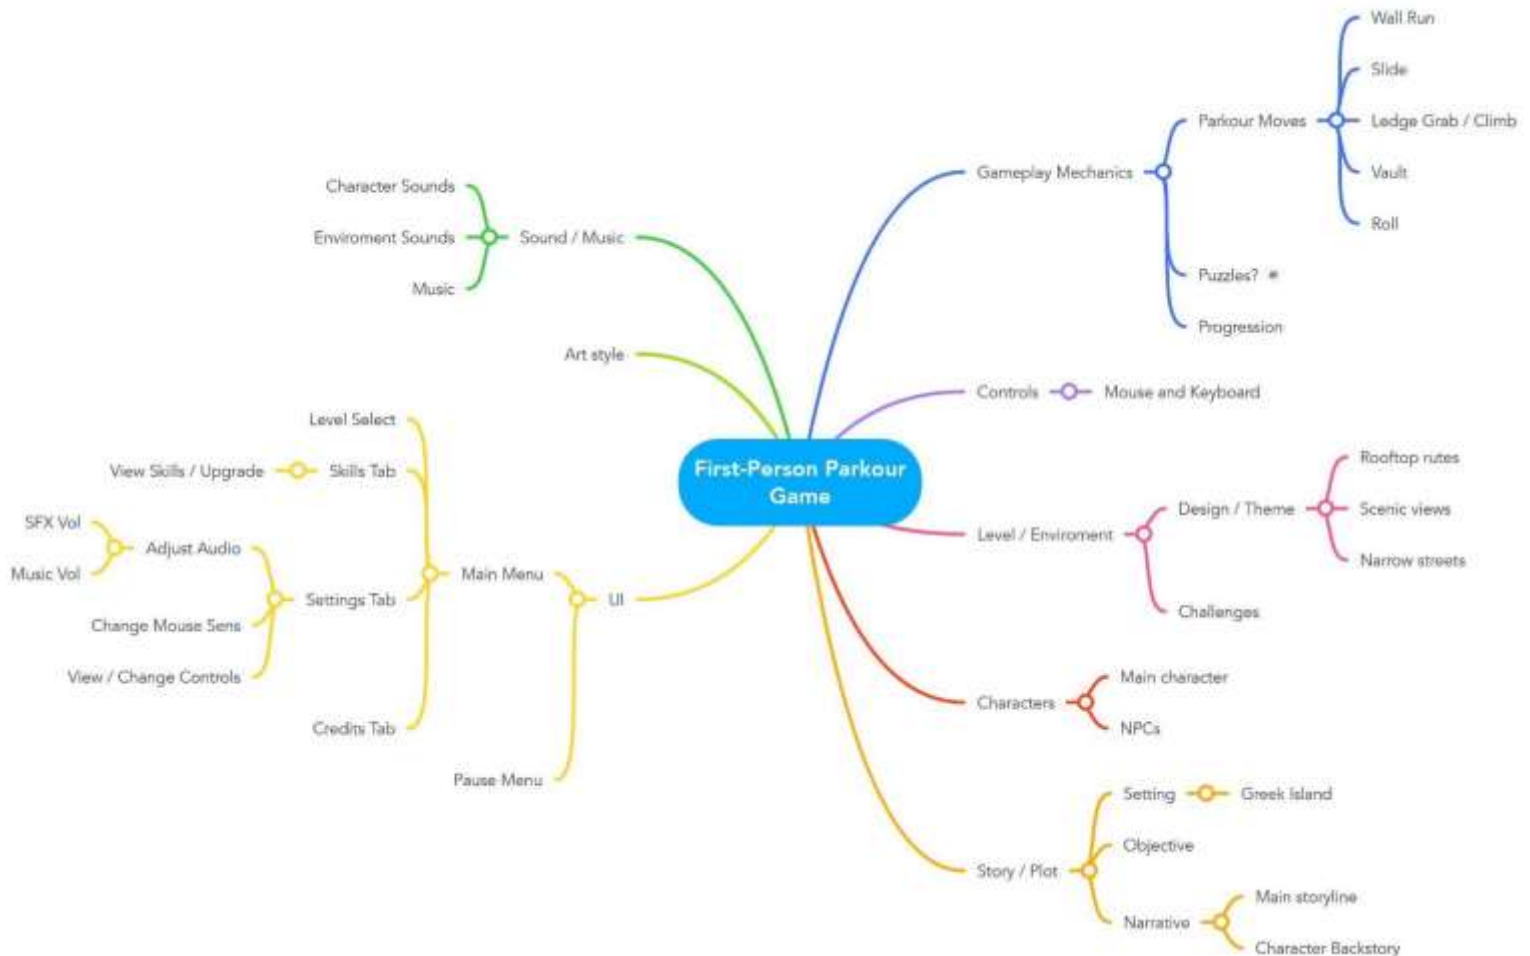 First-Person Parkour
Game
Gameplay Mechanics
Parkour Moves
Wall Run
Slide
Ledge Grab / Climb
Vault
Roll
Puzzles?
Progression
Controls
Mouse and Keyboard
Level / Enviroment
Design / Theme
Rooftop rutes
Scenic views
Narrow streets
Challenges
Characters
Main character
NPCs
Story / Plot
Setting
Greek Island
Objective
Narrative
Main storyline
Character Backstory
Sound / Music
Character Sounds
Enviroment Sounds
Music
Art style
UI
Main Menu
Level Select
Skills Tab
View Skills / Upgrade
Settings Tab
Adjust Audio
SFX Vol
Music Vol
Change Mouse Sens
View / Change Controls
Credits Tab
Pause Menu